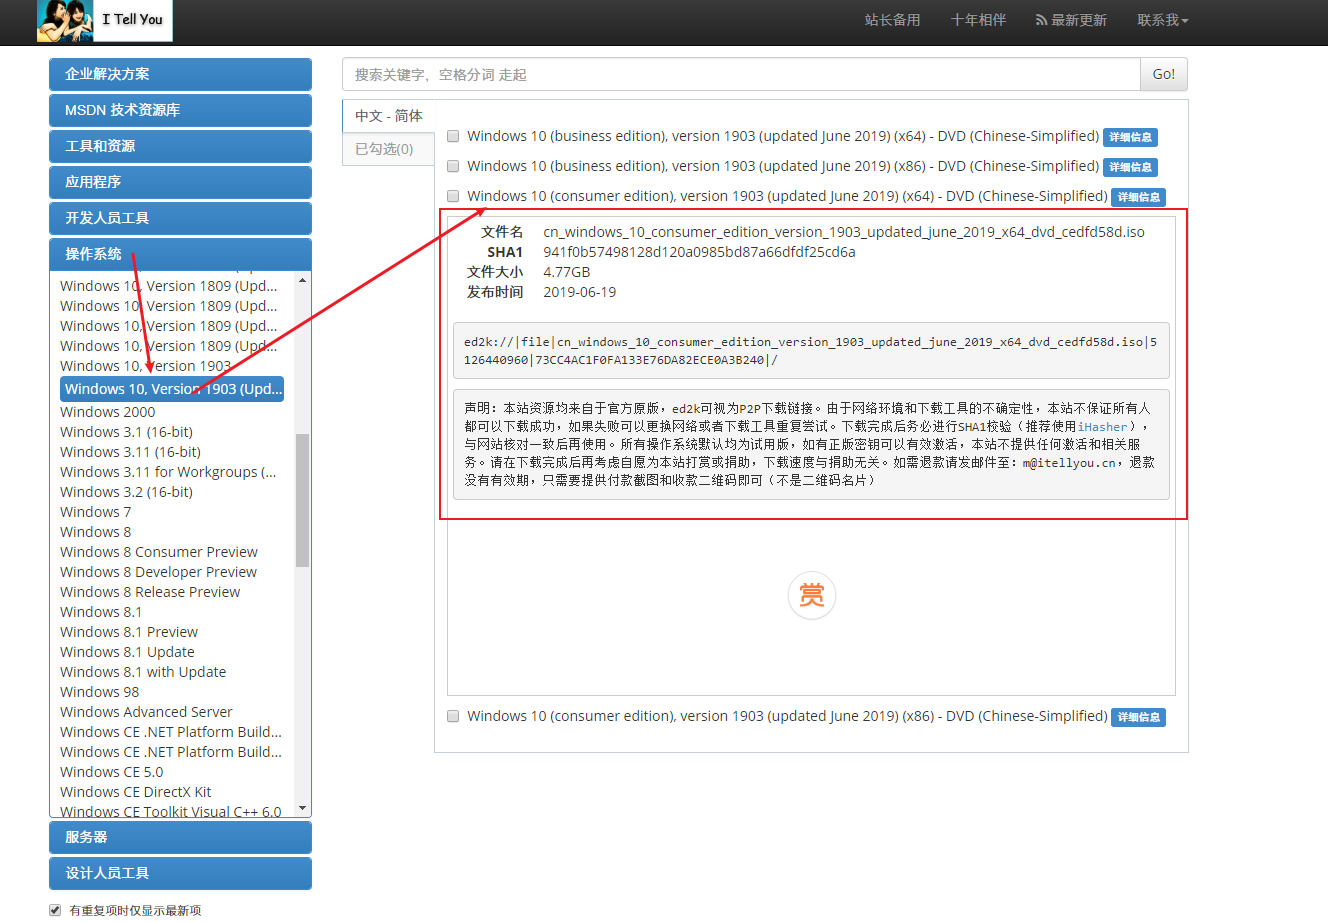 I Tell You
站长备用
十年相伴
最新更新
联系我
企业解决方案
MSDN 技术资源库
工具和资源
应用程序
开发人员工具
操作系统
Windows 10, Version 1809 (Upd...
Windows 10, Version 1809 (Upd...
Windows 10, Version 1809 (Upd...
Windows 10, Version 1809 (Upd...
Windows 10, Version 1903
Windows 10, Version 1903 (Upd...
Windows 2000
Windows 3.1 (16-bit)
Windows 3.11 (16-bit)
Windows 3.11 for Workgroups (...
Windows 3.2 (16-bit)
Windows 7
Windows 8
Windows 8 Consumer Preview
Windows 8 Developer Preview
Windows 8 Release Preview
Windows 8.1
Windows 8.1 Preview
Windows 8.1 Update
Windows 8.1 with Update
Windows 98
Windows Advanced Server
Windows CE .NET Platform Build...
Windows CE .NET Platform Build...
Windows CE 5.0
Windows CE DirectX Kit
Windows CE Toolkit Visual C++ 6.0
服务器
设计人员工具
有重复项时仅显示最新项
搜索关键字，空格分词 走起
Go!
中文 - 简体
已勾选(0)
Windows 10 (business edition), version 1903 (updated June 2019) (x64) - DVD (Chinese-Simplified) 详细信息
Windows 10 (business edition), version 1903 (updated June 2019) (x86) - DVD (Chinese-Simplified) 详细信息
Windows 10 (consumer edition), version 1903 (updated June 2019) (x64) - DVD (Chinese-Simplified) 详细信息
文件名 cn_windows_10_consumer_edition_version_1903_updated_june_2019_x64_dvd_cedfd58d.iso
SHA1 941f0b57498128d120a0985bd87a66dfdf25cd6a
文件大小 4.77GB
发布时间 2019-06-19
ed2k://|file|cn_windows_10_consumer_edition_version_1903_updated_june_2019_x64_dvd_cedfd58d.iso|5
126440960|73CC4AC1F0FA133E76DA82ECE0A3B240|/
声明：本站资源均来自于官方原版，ed2k可视为P2P下载链接。由于网络环境和下载工具的不确定性，本站不保证所有人
都可以下载成功，如果失败可以更换网络或者下载工具重复尝试。下载完成后务必进行SHA1校验（推荐使用iHasher），
与网站核对一致后再使用。所有操作系统默认均为试用版，如有正版密钥可以有效激活，本站不提供任何激活和相关服
务。请在下载完成后再考虑自愿为本站打赏或捐助，下载速度与捐助无关。如需退款请发邮件至：m@itellyou.cn，退款
没有有效期，只需要提供付款截图和收款二维码即可（不是二维码名片）
赏
Windows 10 (consumer edition), version 1903 (updated June 2019) (x86) - DVD (Chinese-Simplified) 详细信息